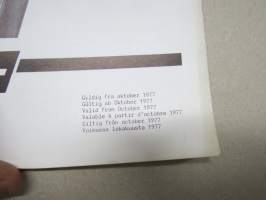 Gyldig fra oktober 1977
Gültig ab Oktober 1977
Valid from October 1977
Valable à partir d'octobre 1977
Giltig från october 1977
Voimassa lokakuusta 1977